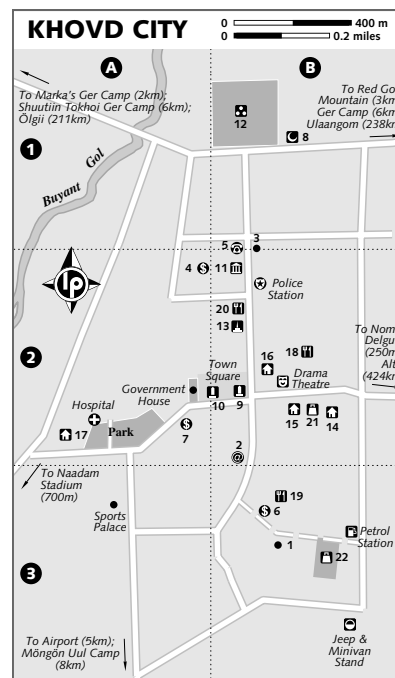 KHOVD CITY
0 400 m
0 0.2 miles
A
B
To Marka's Ger Camp (2km);
Shuutiin Tokhoi Ger Camp (6km);
Ölgii (211km)
To Red Go
Mountain (3km
Ger Camp (6km
Ulaangom (238km
12
8
1
Buyant Gol
5
3
4
11
Police
Station
lp
20
13
To Nom
Delgu
(250m
Alt
(424km
2
16
18
Town
Square
Drama
Theatre
Government
House
Hospital
10
9
Park
17
7
15
21
14
2
@
To Naadam
Stadium
(700m)
19
6
Sports
Palace
Petrol
Station
1
22
3
To Airport (5km);
Möngön Uul Camp
(8km)
Jeep &
Minivan
Stand